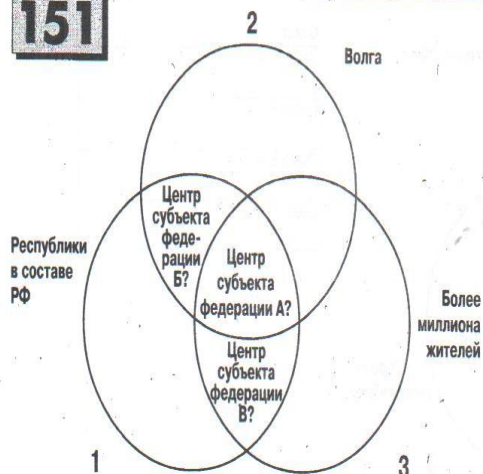 151
2
Волга
Центр
субъекта
феде-
рации
Б?
Республики
в составе
РФ
Центр
субъекта
федерации А?
Более
миллиона
жителей
Центр
субъекта
федерации
В?
1
3